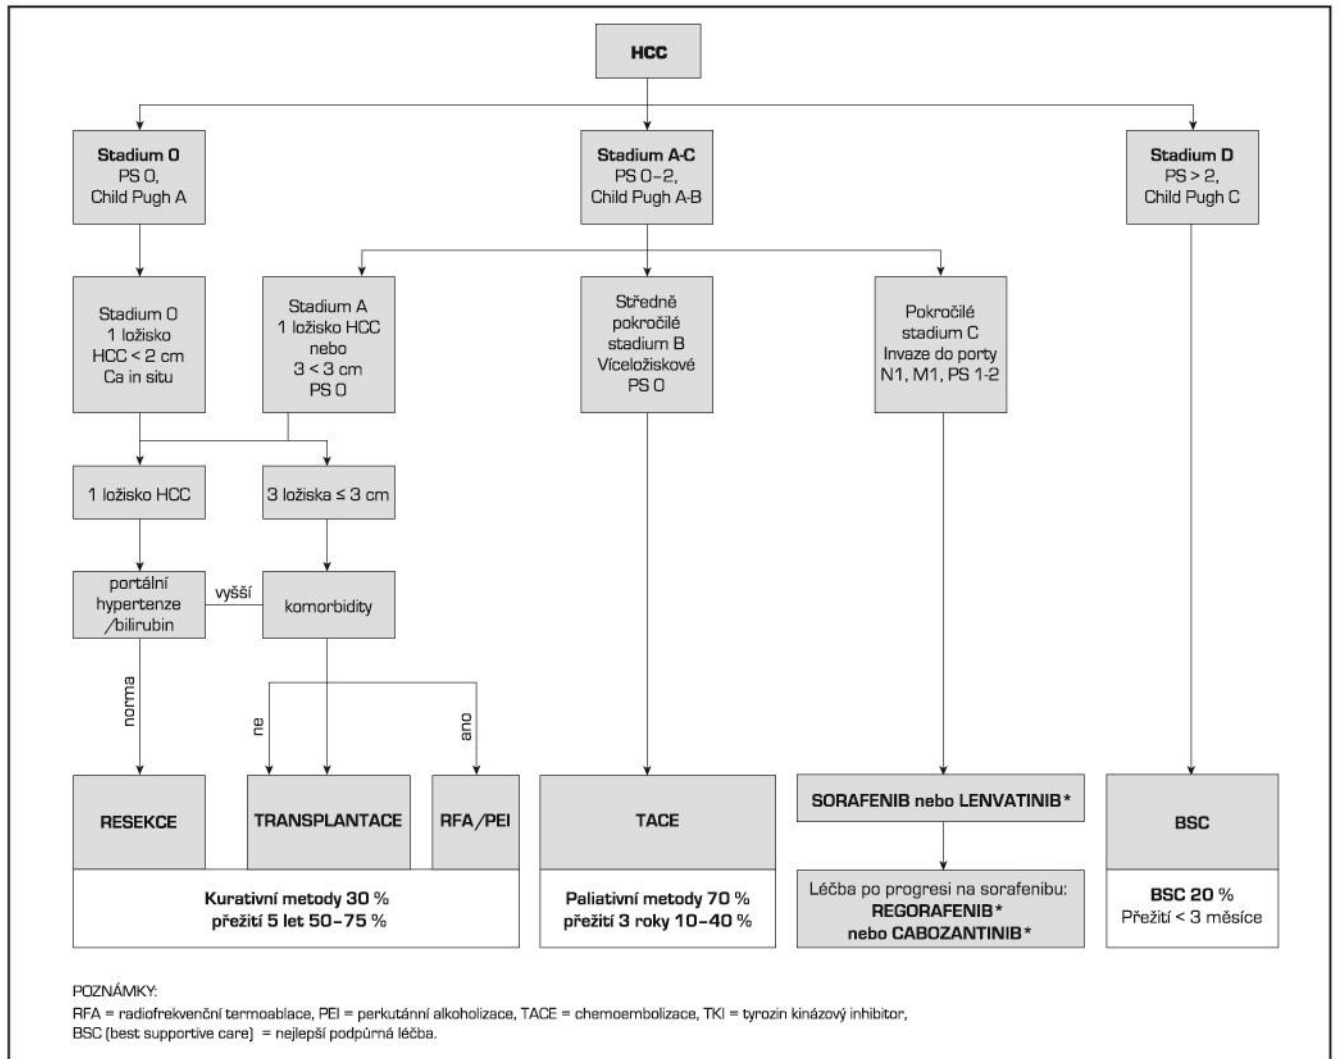 HCC
Stadium 0
PS 0,
Child Pugh A
Stadium A-C
PS 0–2,
Child Pugh A-B
Stadium D
PS > 2,
Child Pugh C
Stadium 0
1 ložisko
HCC < 2 cm
Ca in situ
Stadium A
1 ložisko HCC
nebo
3 < 3 cm
PS 0
Středně
pokročilé
stadium B
Víceložiskové
PS 0
Pokročilé
stadium C
Invaze do porty
N1, M1, PS 1-2
1 ložisko HCC
3 ložiska ≤ 3 cm
portální
hypertenze
/bilirubin
vyšší
komorbidity
norma
ne
ano
RESEKCE
TRANSPLANTACE
RFA/PEI
TACE
SORAFENIB nebo LENVATINIB*
BSC
Kurativní metody 30 %
přežití 5 let 50–75 %
Paliativní metody 70 %
přežití 3 roky 10–40 %
Léčba po progresi na sorafenibu:
REGORAFENIB*
nebo CABOZANTINIB*
BSC 20 %
Přežití < 3 měsíce
POZNÁMKY:
RFA = radiofrekvenční termoablace, PEI = perkutánní alkoholizace, TACE = chemoembolizace, TKI = tyrozin kinázový inhibitor,
BSC (best supportive care) = nejlepší podpůrná léčba.